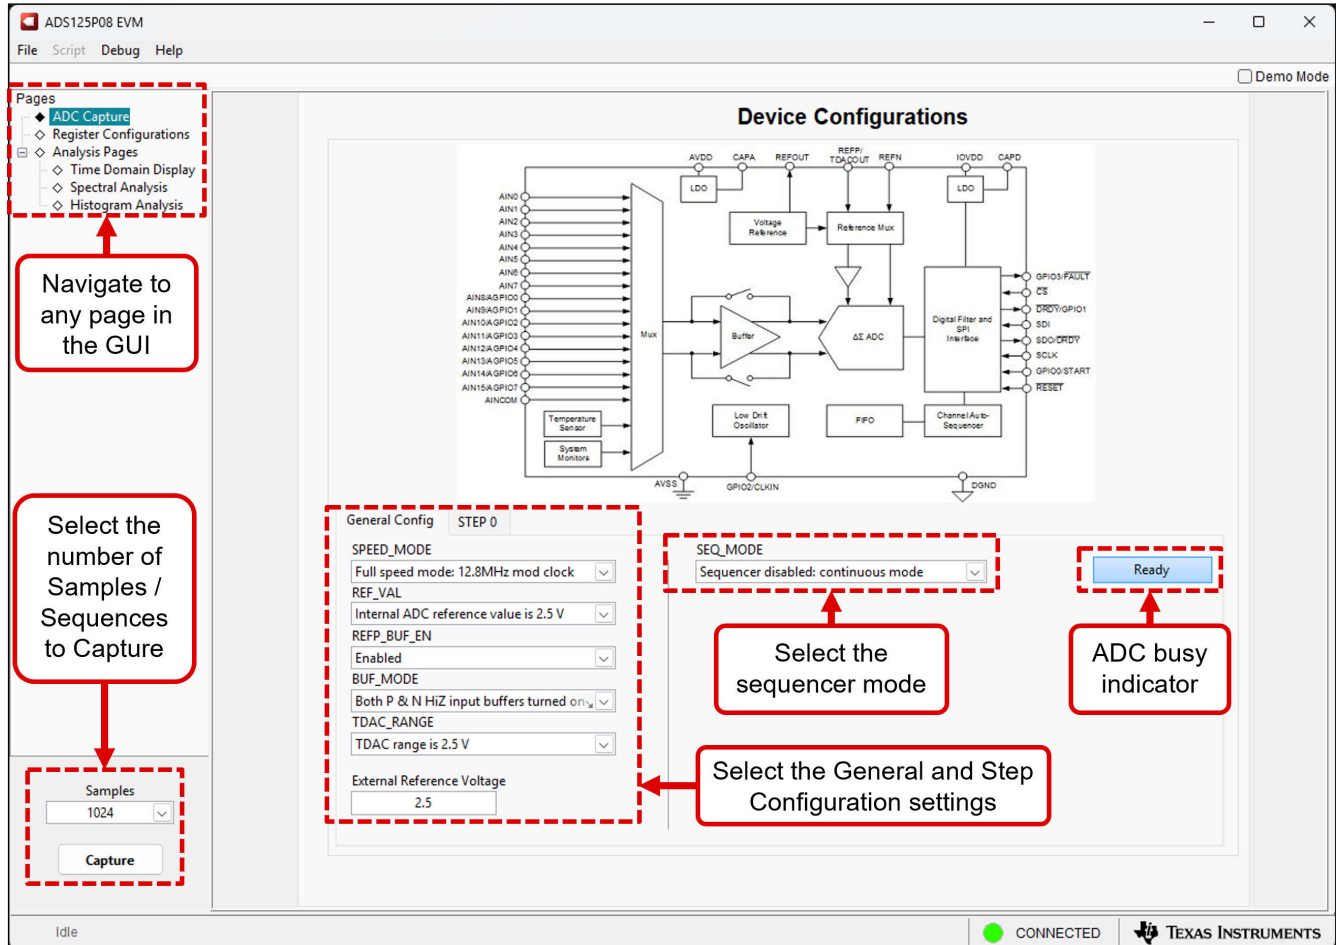 ADS125P08 EVM
File Script Debug Help
Demo Mode
Pages
ADC Capture
Register Configurations
Analysis Pages
Time Domain Display
Spectral Analysis
Histogram Analysis
Navigate to
any page in
the GUI
Select the
number of
Samples /
Sequences
to Capture
Samples
1024
Capture
Device Configurations
AVDD CAPA REFOUT REFP/
TDACOUT REFN IOVDD CAPD
LDO
LDO
AIN0
AIN1
AIN2
AIN3
AIN4
AIN5
AIN6
AIN7
AIN8/AGPIO0
AIN9/AGPIO1
AIN10/AGPIO2
AIN11/AGPIO3
AIN12/AGPIO4
AIN13/AGPIO5
AIN14/AGPIO6
AIN15/AGPIO7
AINCOM
Temperature
Sensor
System
Monitors
Mux
Voltage
Reference
Reference Mux
Buffer
ΔΣ ADC
Digital Filter and
SPI
Interface
Low Drift
Oscillator
FIFO
Channel Auto-
Sequencer
GPIO3/FAULT
CS
DRDY/GPIO1
SDI
SDO/DRDY
SCLK
GPIO0/START
RESET
AVSS
GPIO2/CLKIN
DGND
General Config STEP 0
SPEED_MODE
Full speed mode: 12.8MHz mod clock
REF_VAL
Internal ADC reference value is 2.5 V
REFP_BUF_EN
Enabled
BUF_MODE
Both P & N HiZ input buffers turned on
TDAC_RANGE
TDAC range is 2.5 V
External Reference Voltage
2.5
SEQ_MODE
Sequencer disabled: continuous mode
Ready
Select the
sequencer mode
ADC busy
indicator
Select the General and Step
Configuration settings
Idle
CONNECTED
TEXAS INSTRUMENTS